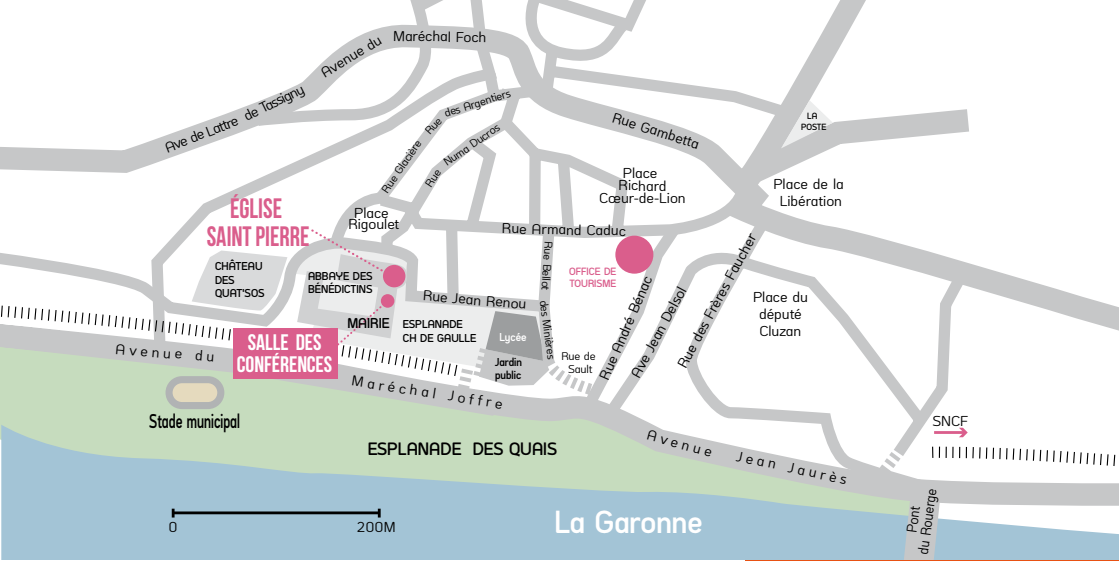 Maréchal Foch
Avenue du
Ave de Lattre de Tassigny
Rue des Argentiers
Rue Glacière
Rue Numa Ducros
Rue Gambetta
LA
POSTE
Place
Richard
Cœur-de-Lion
Place de la
Libération
ÉGLISE
SAINT PIERRE
Place
Rigoulet
Rue Armand Caduc
CHÂTEAU
DES
QUAT'SOS
ABBAYE DES
BÉNÉDICTINS
OFFICE DE
TOURISME
Rue Bellot des Minières
Rue André Bénac
Ave Jean Delsol
Rue des Frères Faucher
Place du
député
Cluzan
Rue Jean Renou
MAIRIE
ESPLANADE
CH DE GAULLE
Lycée
Jardin
public
Rue de
Sault
SALLE DES
CONFÉRENCES
Avenue du
Maréchal Joffre
Stade municipal
ESPLANADE DES QUAIS
Avenue Jean Jaurès
SNCF
0
200M
La Garonne
Pont
du Rouerge